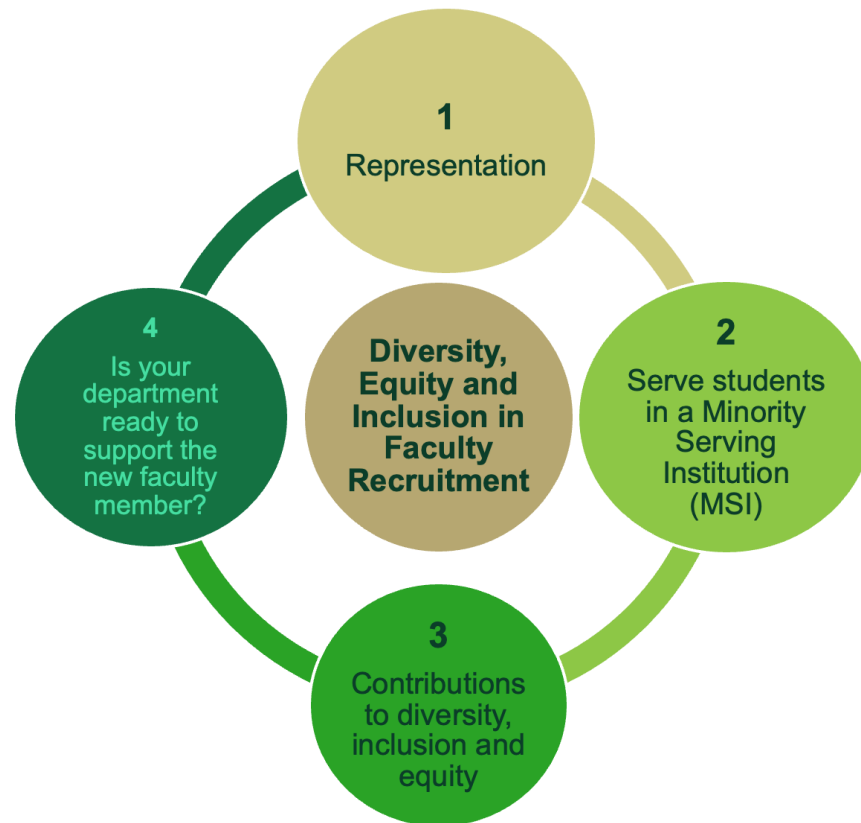 1
Representation
2
Serve students
in a Minority
Serving
Institution
(MSI)
3
Contributions
to diversity,
inclusion and
equity
4
Is your
department
ready to
support the
new faculty
member?
Diversity,
Equity and
Inclusion in
Faculty
Recruitment